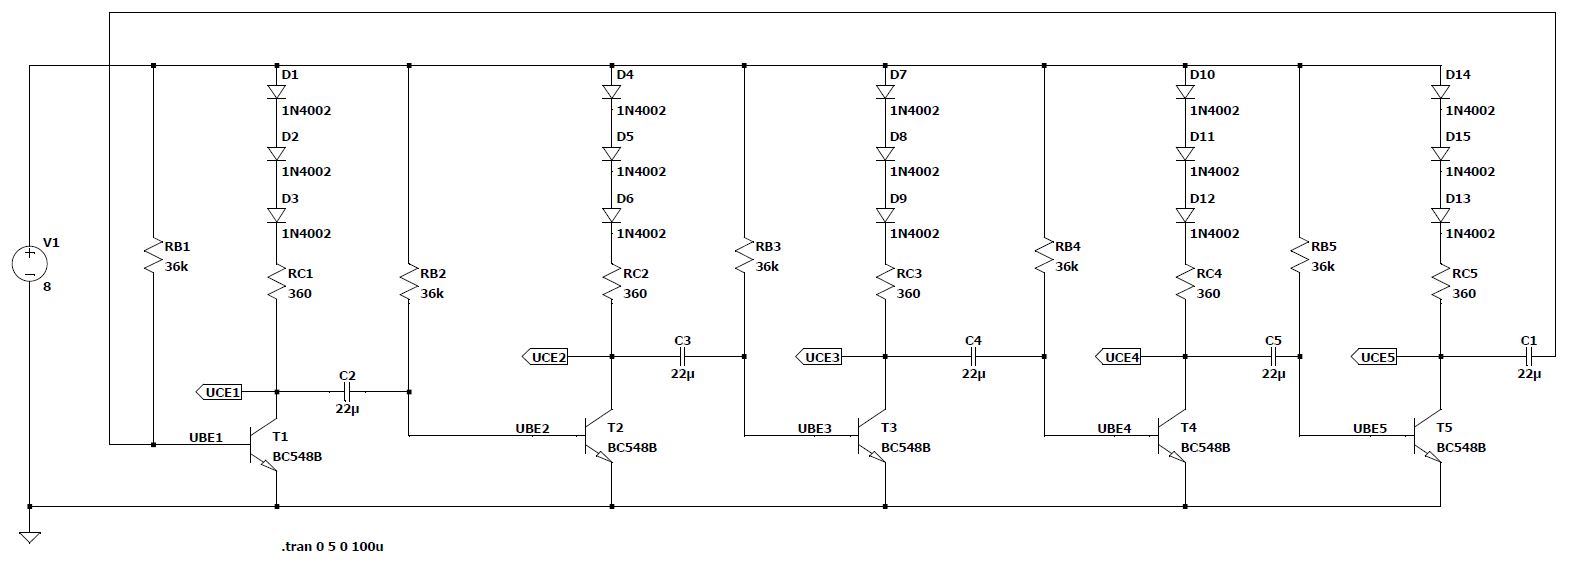 D1
1N4002
D2
1N4002
D3
1N4002
D4
1N4002
D5
1N4002
D6
1N4002
D7
1N4002
D8
1N4002
D9
1N4002
D10
1N4002
D11
1N4002
D12
1N4002
D14
1N4002
D15
1N4002
D13
1N4002
V1
8
RB1
36k
RC1
360
RB2
36k
RC2
360
RB3
36k
RC3
360
RB4
36k
RC4
360
RB5
36k
RC5
360
UCE1
C2
22µ
UCE2
C3
22µ
UCE3
C4
22µ
UCE4
C5
22µ
UCE5
C1
22µ
UBE1
T1
BC548B
UBE2
T2
BC548B
UBE3
T3
BC548B
UBE4
T4
BC548B
UBE5
T5
BC548B
.tran 0 5 0 100u